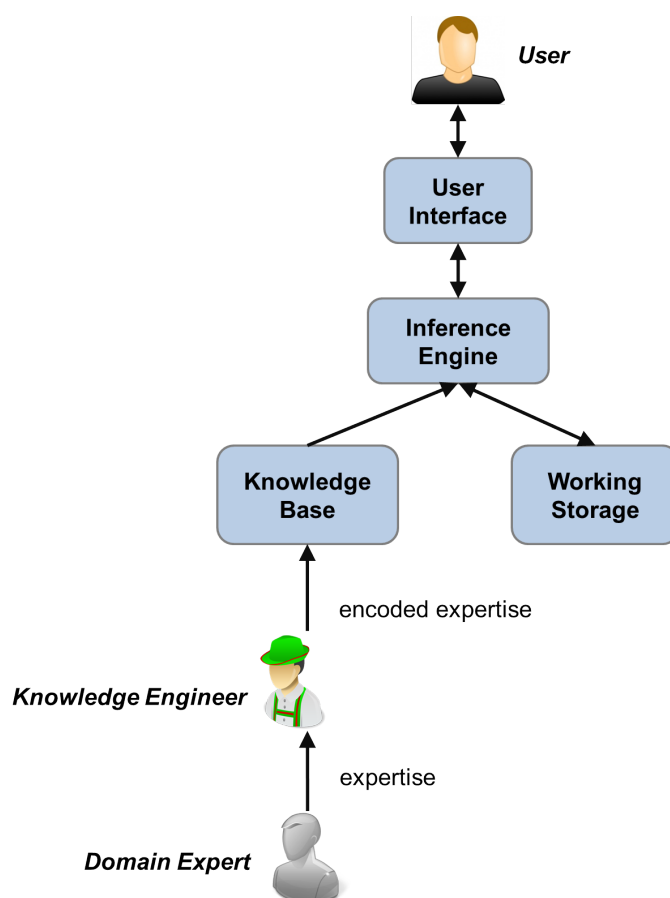 User
User
Interface
Inference
Engine
Knowledge
Base
Working
Storage
encoded expertise
Knowledge Engineer
expertise
Domain Expert